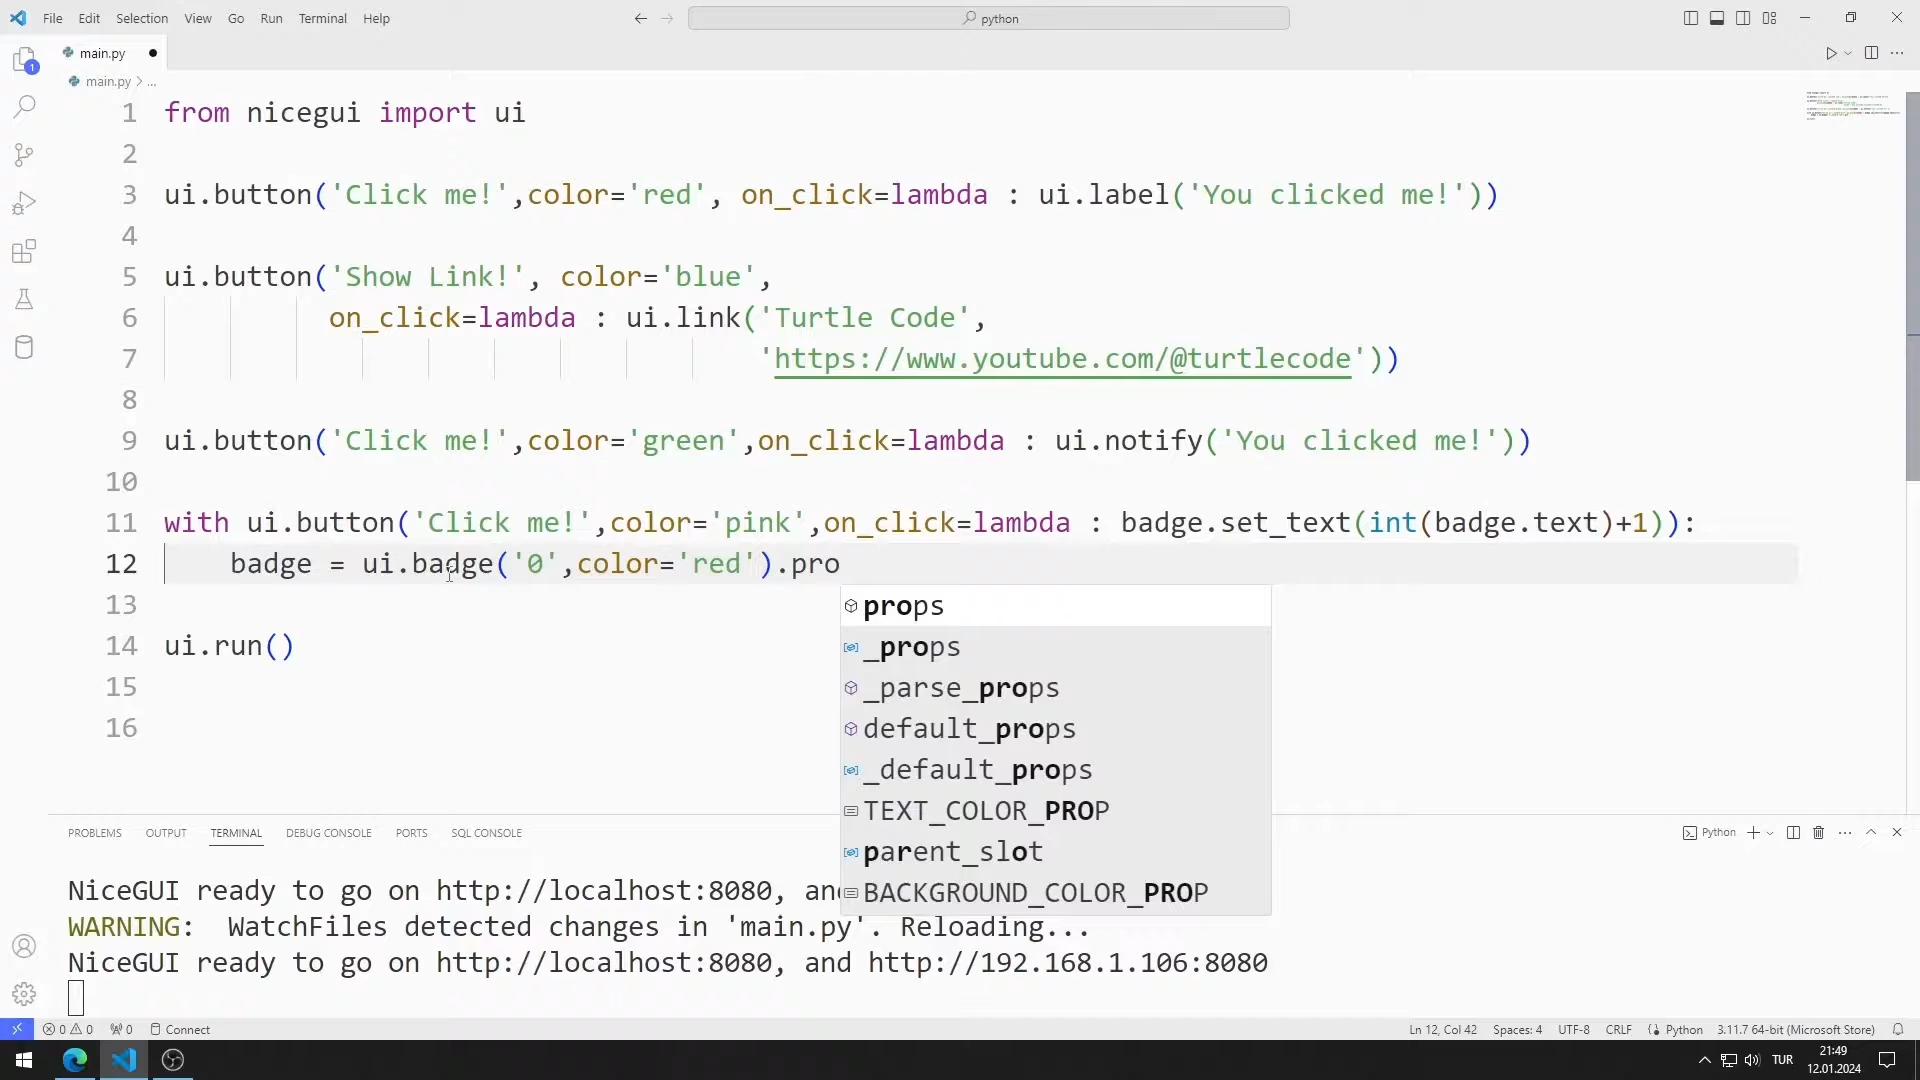 File Edit Selection View Go Run Terminal Help
python
main.py
1
main.py > ...
1 from nicegui import ui
2
3 ui.button('Click me!',color='red', on_click=lambda : ui.label('You clicked me!'))
4
5 ui.button('Show Link!', color='blue',
6 on_click=lambda : ui.link('Turtle Code',
7 'https://www.youtube.com/@turtlecode'))
8
9 ui.button('Click me!',color='green',on_click=lambda : ui.notify('You clicked me!'))
10
11 with ui.button('Click me!',color='pink',on_click=lambda : badge.set_text(int(badge.text)+1)):
12 badge = ui.badge('0',color='red').pro
13
14 ui.run()
15
16
props
_props
_parse_props
default_props
_default_props
TEXT_COLOR_PROP
parent_slot
BACKGROUND_COLOR_PROP
PROBLEMS OUTPUT TERMINAL DEBUG CONSOLE PORTS SQL CONSOLE
Python
NiceGUI ready to go on http://localhost:8080, an
WARNING: WatchFiles detected changes in 'main.py'. Reloading...
NiceGUI ready to go on http://localhost:8080, and http://192.168.1.106:8080
0 0 0 Connect
Ln 12, Col 42 Spaces: 4 UTF-8 CRLF Python 3.11.7 64-bit (Microsoft Store)
TUR
21:49
12.01.2024